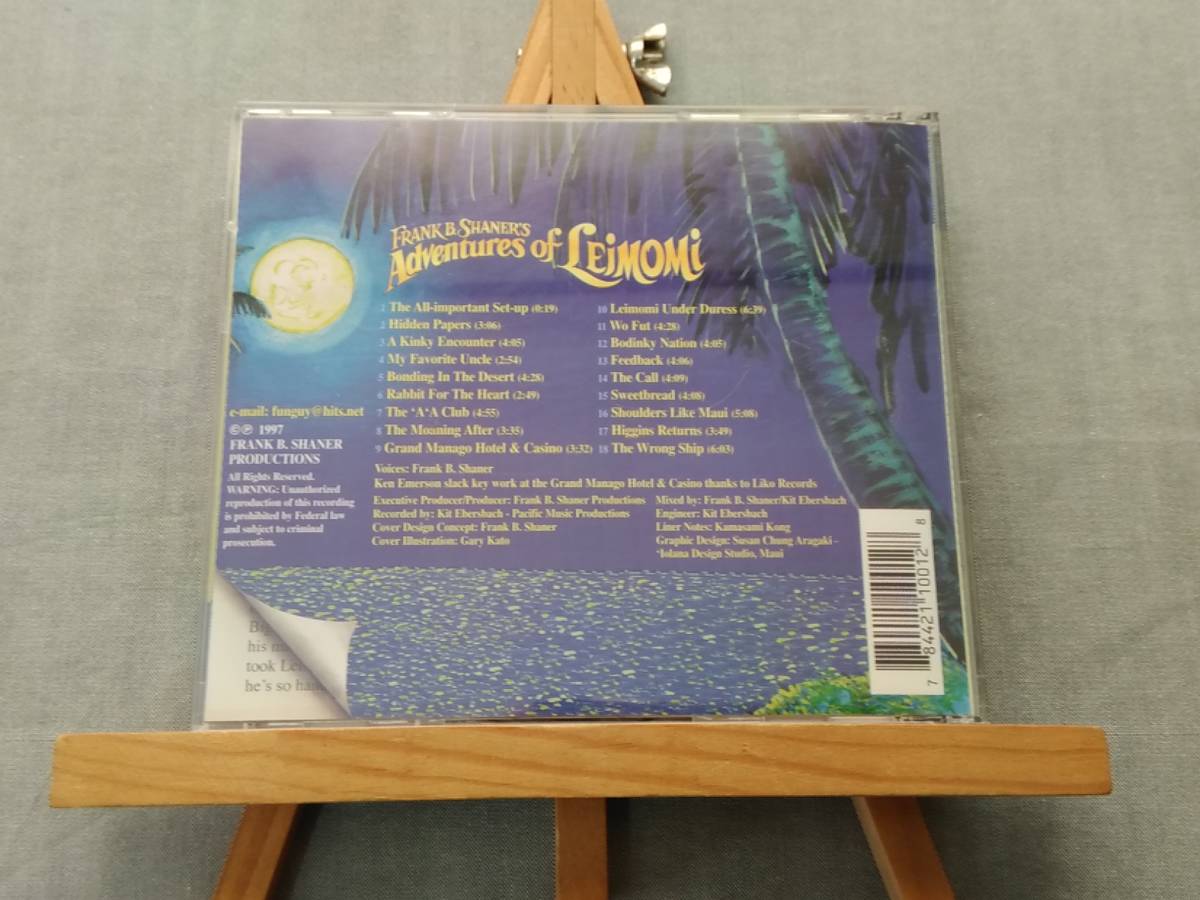 FRANK B. SHANER'S
Adventures of LEiMOMi
1 The All-important Set-up (0:19)
2 Hidden Papers (3:06)
3 A Kinky Encounter (4:05)
4 My Favorite Uncle (2:54)
5 Bonding In The Desert (4:28)
6 Rabbit For The Heart (2:49)
7 The ‘A‘A Club (4:55)
8 The Moaning After (3:35)
9 Grand Manago Hotel & Casino (3:32)
10 Leimomi Under Duress (6:39)
11 Wo Fut (4:28)
12 Bodinky Nation (4:05)
13 Feedback (4:06)
14 The Call (4:09)
15 Sweetbread (4:08)
16 Shoulders Like Maui (5:08)
17 Higgins Returns (3:49)
18 The Wrong Ship (6:03)
e-mail: funguy@hits.net
©℗ 1997
FRANK B. SHANER
PRODUCTIONS
All Rights Reserved.
WARNING: Unauthorized
reproduction of this recording
is prohibited by Federal law
and subject to criminal
prosecution.
Voices: Frank B. Shaner
Ken Emerson slack key work at the Grand Manago Hotel & Casino thanks to Liko Records
Executive Producer/Producer: Frank B. Shaner Productions
Recorded by: Kit Ebersbach - Pacific Music Productions
Cover Design Concept: Frank B. Shaner
Cover Illustration: Gary Kato
Mixed by: Frank B. Shaner/Kit Ebersbach
Engineer: Kit Ebersbach
Liner Notes: Kamasami Kong
Graphic Design: Susan Chung Aragaki -
‘Iolana Design Studio, Maui
his
took
he's so
7 84421 10012 8